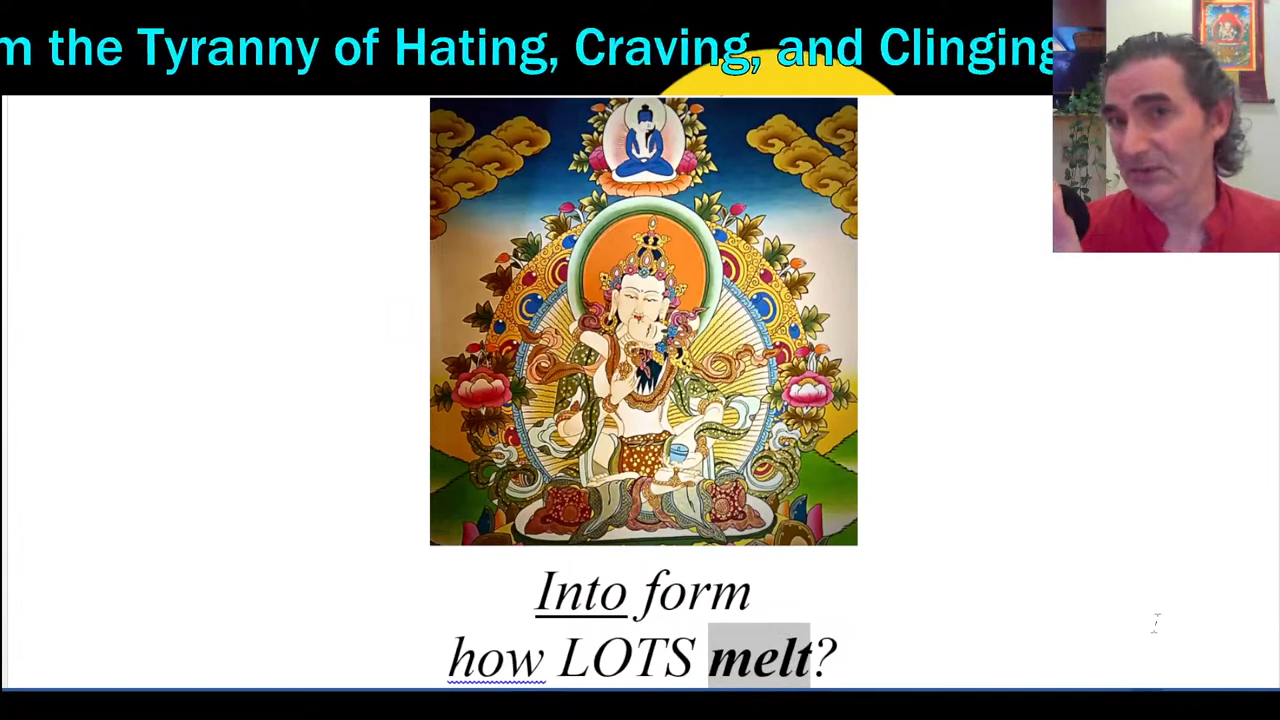 m the Tyranny of Hating, Craving, and Clinging
Into form
how LOTS melt?